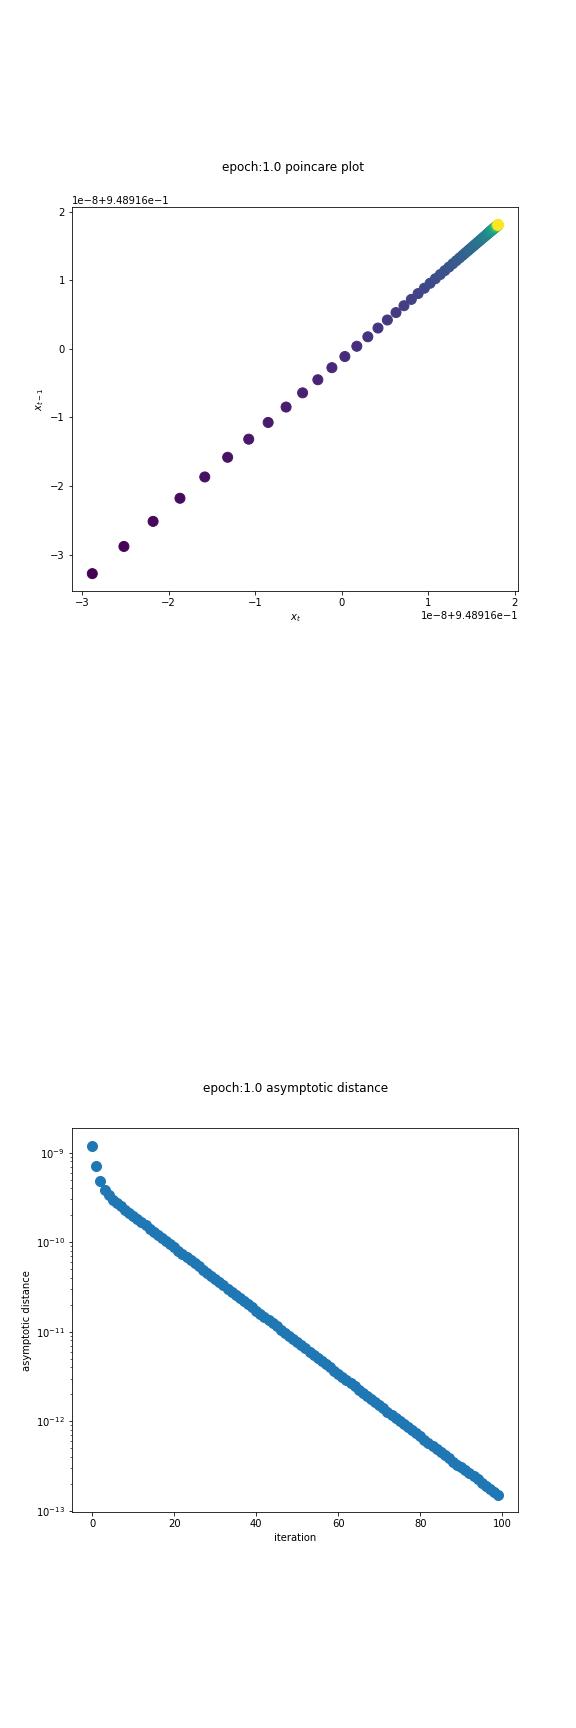 epoch:1.0 poincare plot
1e−8+9.48916e−1
2
1
0
−1
−2
−3
x_{t−1}
−3 −2 −1 0 1 2
1e−8+9.48916e−1
x_t
epoch:1.0 asymptotic distance
10^{−9}
10^{−10}
10^{−11}
10^{−12}
10^{−13}
asymptotic distance
0 20 40 60 80 100
iteration